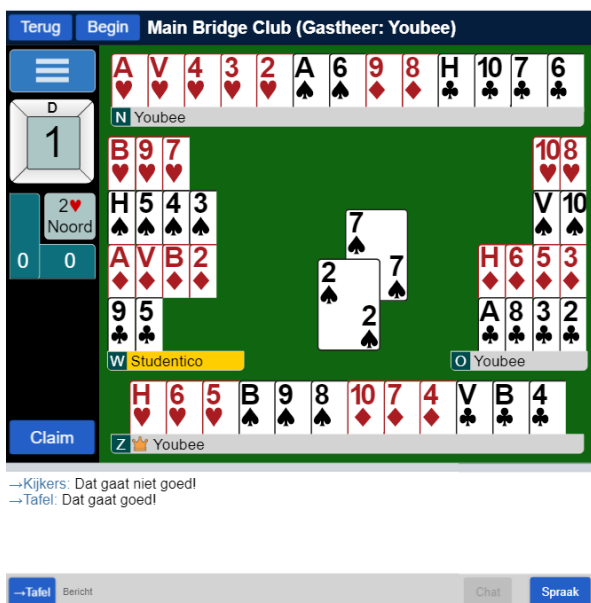 Terug Begin Main Bridge Club (Gastheer: Youbee)
A V 4 3 2 A 6 9 8 H 10 7 6
N Youbee
D
1
B 9 7
10 8
H 5 4 3
V 10
2♥
Noord
0 0
A V B 2
H 6 5 3
7
7
2
2
9 5
A 8 3 2
W Studentico
O Youbee
H 6 5 B 9 8 10 7 4 V B 4
Claim
Z Youbee
→Kijkers: Dat gaat niet goed!
→Tafel: Dat gaat goed!
→Tafel Bericht Chat Spraak